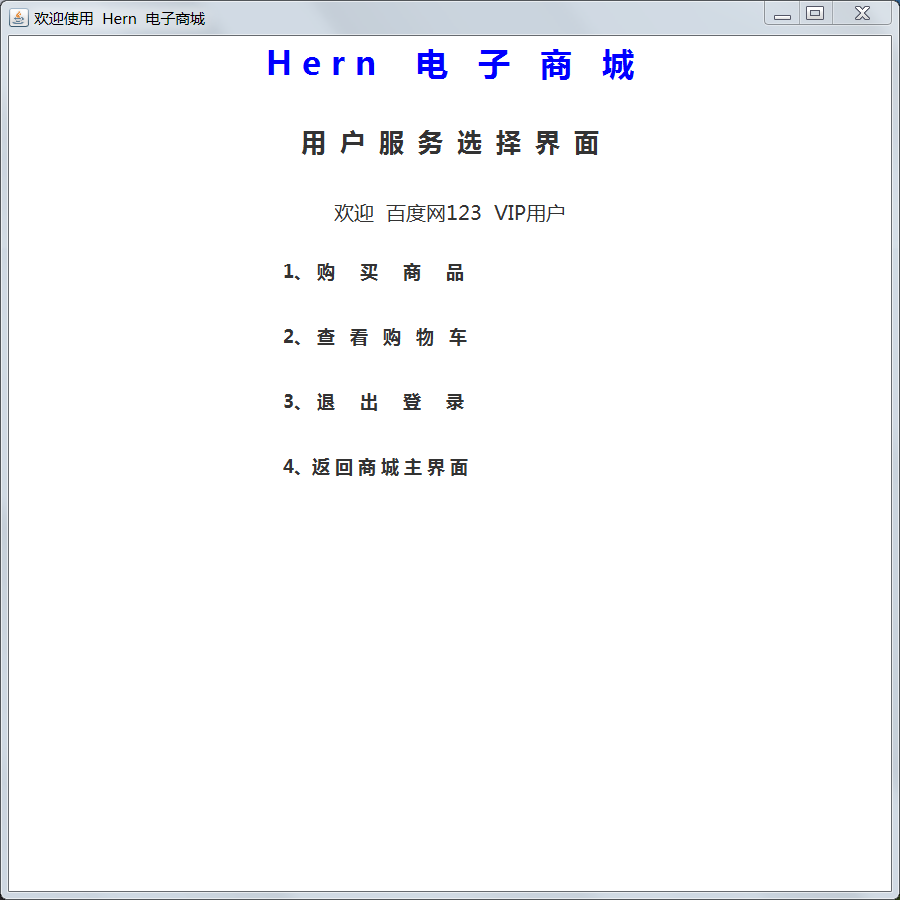 欢迎使用 Hern 电子商城
Hern 电子商城
用户服务选择界面
欢迎 百度网123 VIP用户
1、购买商品
2、查看购物车
3、退出登录
4、返回商城主界面